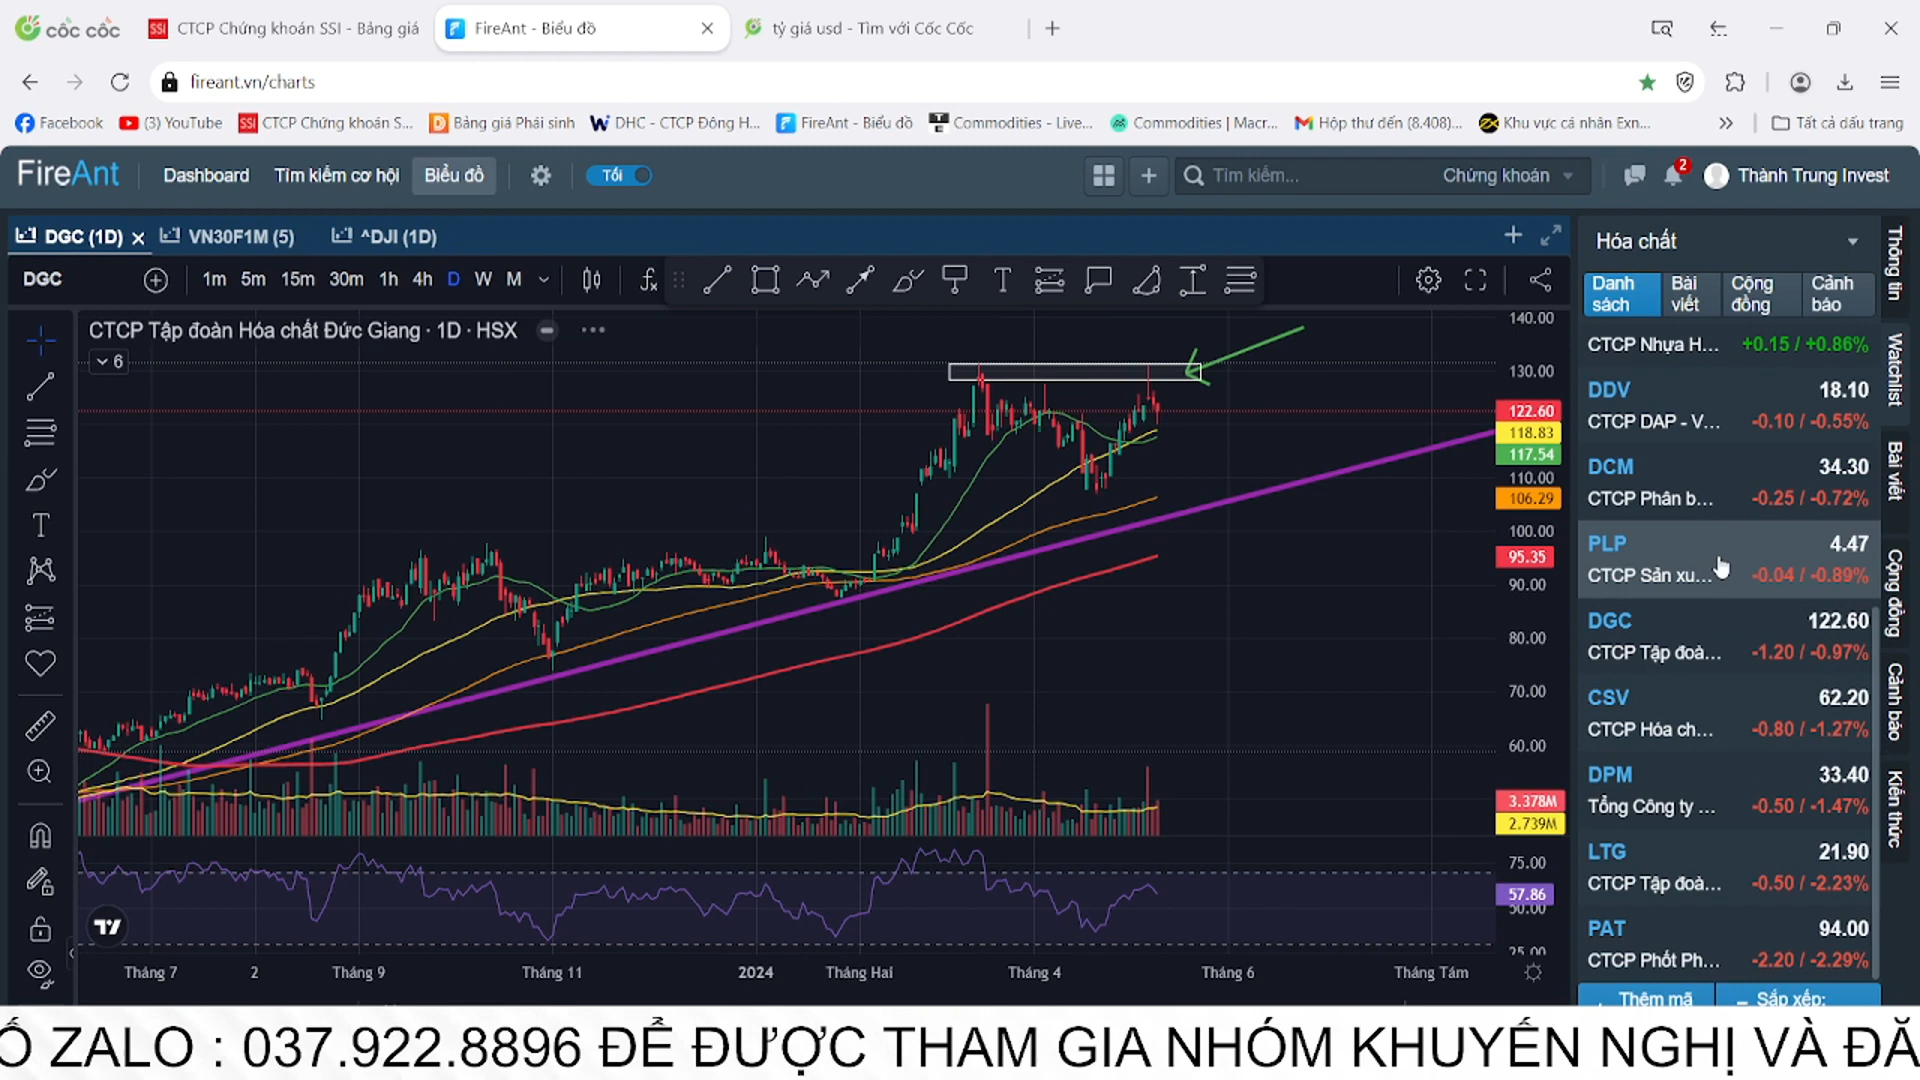 cốc cốc
SSI CTCP Chứng khoán SSI - Bảng giá
FireAnt - Biểu đồ
tỷ giá usd - Tìm với Cốc Cốc
fireant.vn/charts
Facebook
(3) YouTube
SSI CTCP Chứng khoán S...
Bảng giá Phái sinh
DHC - CTCP Đông H...
FireAnt - Biểu đồ
Commodities - Live...
Commodities | Macr...
Hộp thư đến (8.408)...
Khu vực cá nhân Exn...
Tất cả dấu trang
FireAnt
Dashboard
Tìm kiếm cơ hội
Biểu đồ
Tối
Tìm kiếm...
Chứng khoán
2
Thành Trung Invest
DGC (1D)
VN30F1M (5)
^DJI (1D)
DGC
1m 5m 15m 30m 1h 4h D W M
CTCP Tập đoàn Hóa chất Đức Giang · 1D · HSX
6
140.00
130.00
122.60
118.83
117.54
110.00
106.29
100.00
95.35
90.00
80.00
70.00
60.00
3.378M
2.739M
75.00
57.86
50.00
25.00
Tháng 7
2
Tháng 9
Tháng 11
2024
Tháng Hai
Tháng 4
Tháng 6
Tháng Tám
Hóa chất
Danh sách
Bài viết
Cộng đồng
Cảnh báo
CTCP Nhựa H... +0.15 / +0.86%
DDV 18.10
CTCP DAP - V... -0.10 / -0.55%
DCM 34.30
CTCP Phân b... -0.25 / -0.72%
PLP 4.47
CTCP Sản xu... -0.04 / -0.89%
DGC 122.60
CTCP Tập đoà... -1.20 / -0.97%
CSV 62.20
CTCP Hóa ch... -0.80 / -1.27%
DPM 33.40
Tổng Công ty ... -0.50 / -1.47%
LTG 21.90
CTCP Tập đoà... -0.50 / -2.23%
PAT 94.00
CTCP Phốt Ph... -2.20 / -2.29%
Thêm mã
Sắp xếp:
Thông tin
Watchlist
Bài viết
Cộng đồng
Cảnh báo
Kiến thức
Ố ZALO : 037.922.8896 ĐỂ ĐƯỢC THAM GIA NHÓM KHUYẾN NGHỊ VÀ ĐĂ